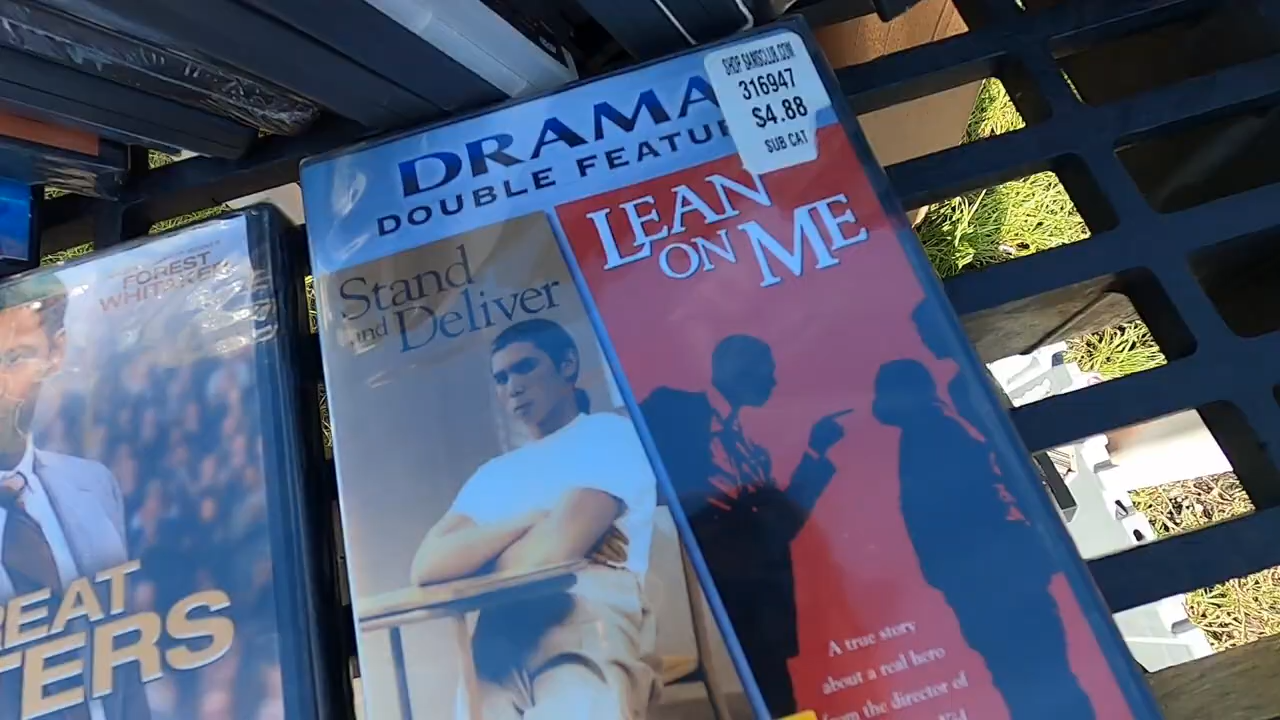 SHOP SAMSCLUB.COM
316947
$4.88
SUB CAT
DRAMA
DOUBLE FEATU
Stand
and Deliver
LEAN
ON ME
A true story
about a real hero
from the director of
FOREST
WHITAKER
REAT
TERS